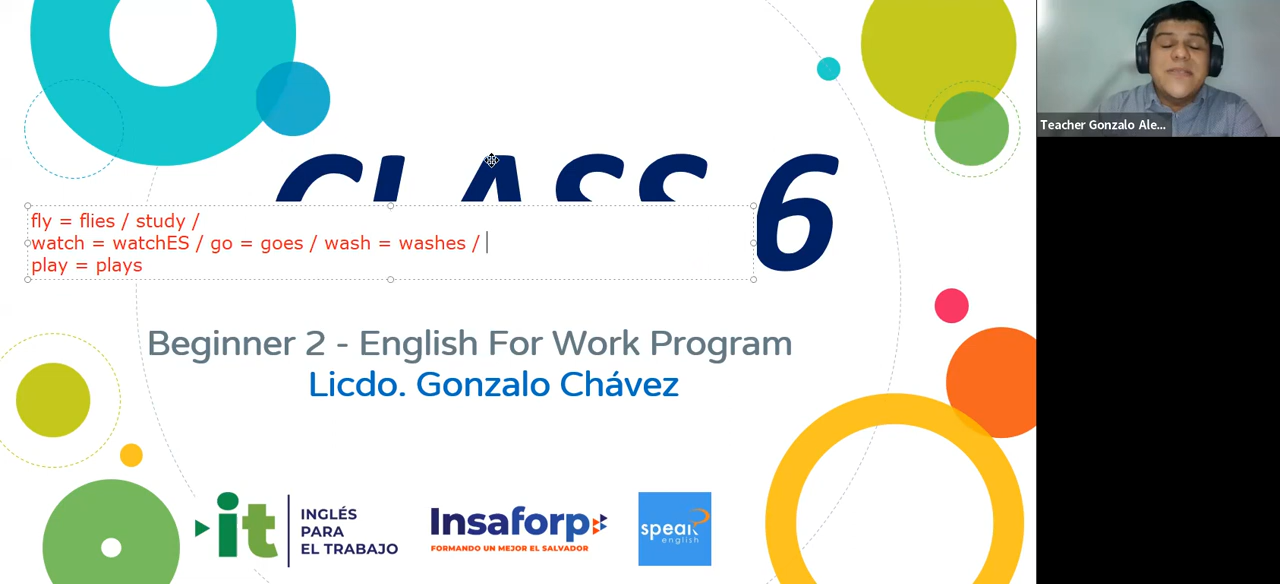 CLASS 6
fly = flies / study /
watch = watchES / go = goes / wash = washes /
play = plays
Beginner 2 - English For Work Program
Licdo. Gonzalo Chávez
it
INGLÉS
PARA
EL TRABAJO
Insaforp
FORMANDO UN MEJOR EL SALVADOR
speak
english
Teacher Gonzalo Ale...